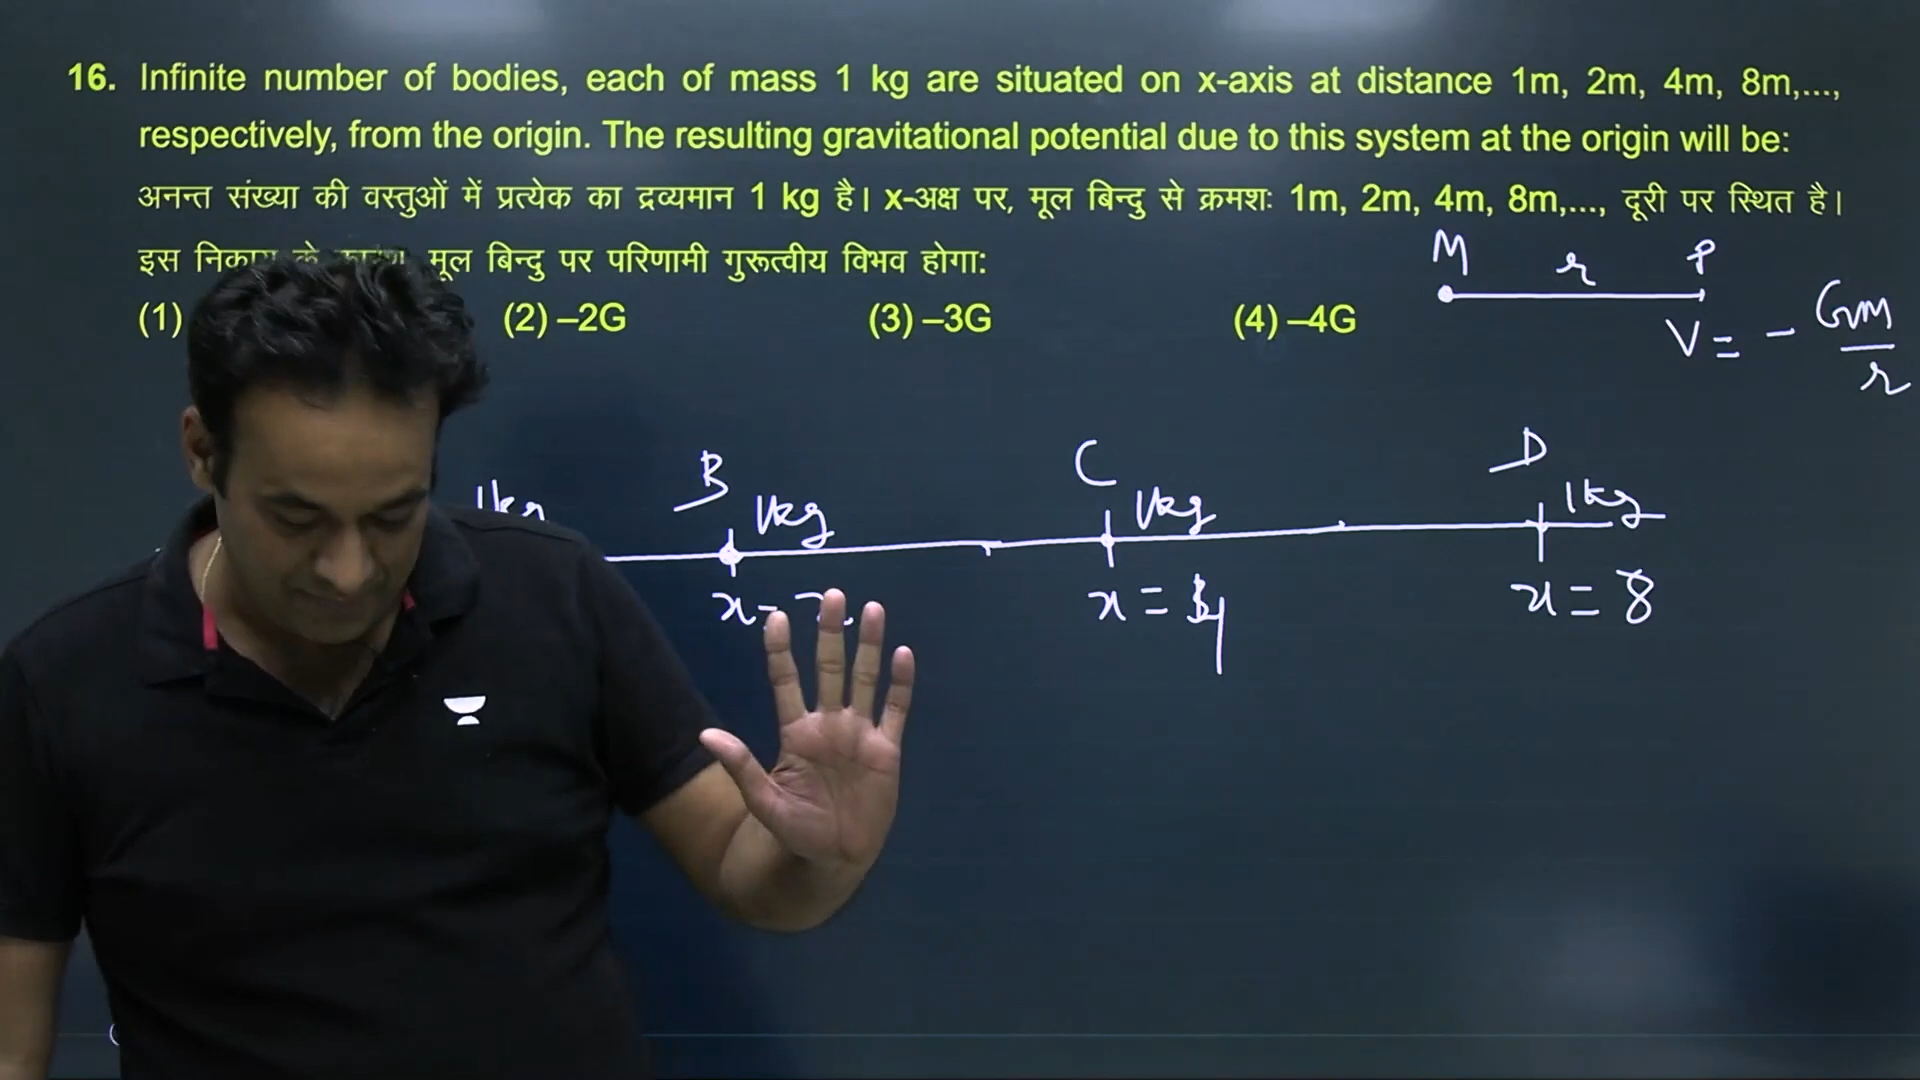 16. Infinite number of bodies, each of mass 1 kg are situated on x-axis at distance 1m, 2m, 4m, 8m,...,
respectively, from the origin. The resulting gravitational potential due to this system at the origin will be:
अनन्त संख्या की वस्तुओं में प्रत्येक का द्रव्यमान 1 kg है। x-अक्ष पर, मूल बिन्दु से क्रमशः 1m, 2m, 4m, 8m,..., दूरी पर स्थित है।
इस मूल बिन्दु पर परिणामी गुरूत्वीय विभव होगा:
(1) (2) –2G (3) –3G (4) –4G
M r P
V = - GM/r
B C D
1kg 1kg 1kg 1kg
x = x = 4 x = 8